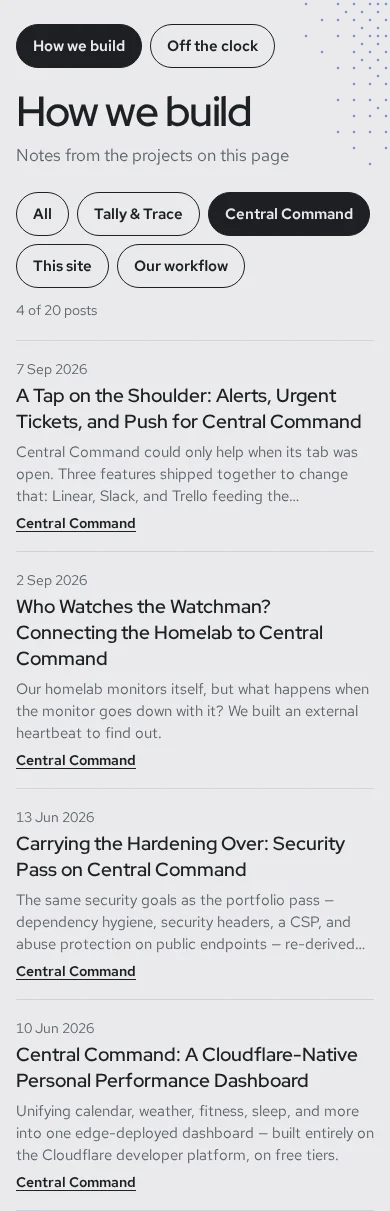 How we build
Off the clock
How we build
Notes from the projects on this page
All
Tally & Trace
Central Command
This site
Our workflow
4 of 20 posts
7 Sep 2026
A Tap on the Shoulder: Alerts, Urgent
Tickets, and Push for Central Command
Central Command could only help when its tab was
open. Three features shipped together to change
that: Linear, Slack, and Trello feeding the…
Central Command
2 Sep 2026
Who Watches the Watchman?
Connecting the Homelab to Central
Command
Our homelab monitors itself, but what happens when
the monitor goes down with it? We built an external
heartbeat to find out.
Central Command
13 Jun 2026
Carrying the Hardening Over: Security
Pass on Central Command
The same security goals as the portfolio pass —
dependency hygiene, security headers, a CSP, and
abuse protection on public endpoints — re-derived…
Central Command
10 Jun 2026
Central Command: A Cloudflare-Native
Personal Performance Dashboard
Unifying calendar, weather, fitness, sleep, and more
into one edge-deployed dashboard — built entirely on
the Cloudflare developer platform, on free tiers.
Central Command